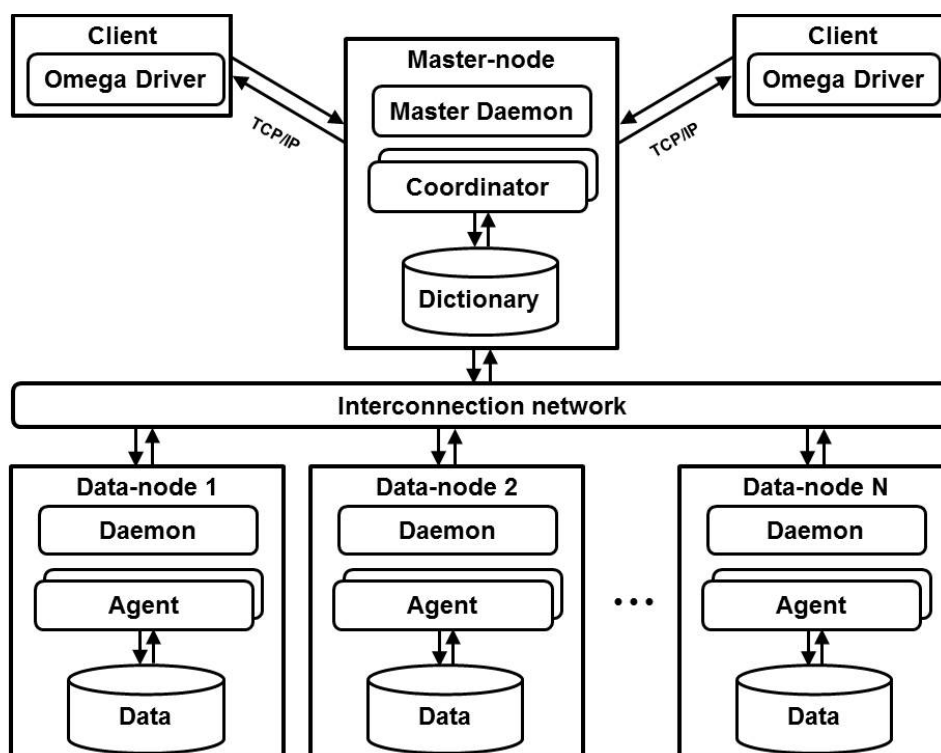 Client
Omega Driver
TCP/IP
Master-node
Master Daemon
Coordinator
Dictionary
Client
Omega Driver
TCP/IP
Interconnection network
Data-node 1
Daemon
Agent
Data
Data-node 2
Daemon
Agent
Data
...
Data-node N
Daemon
Agent
Data